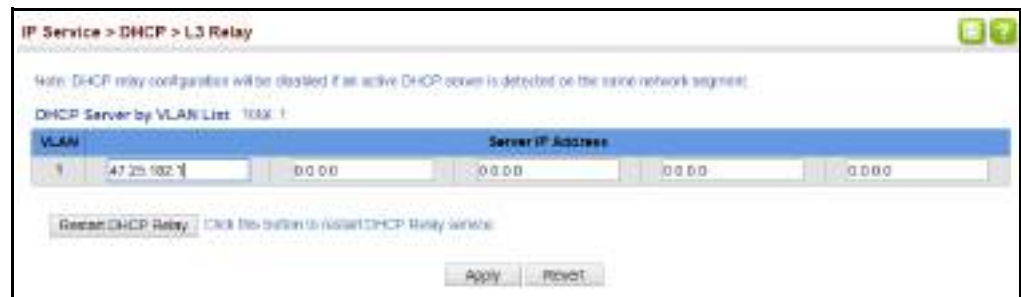 IP Service > DHCP > L3 Relay
Note: DHCP relay configuration will be disabled if an active DHCP server is detected on the same network segment.
DHCP Server by VLAN List Total: 1
VLAN Server IP Address
1 47.25.182.1 0.0.0.0 0.0.0.0 0.0.0.0 0.0.0.0
Restart DHCP Relay Click this button to restart DHCP Relay service.
Apply Revert